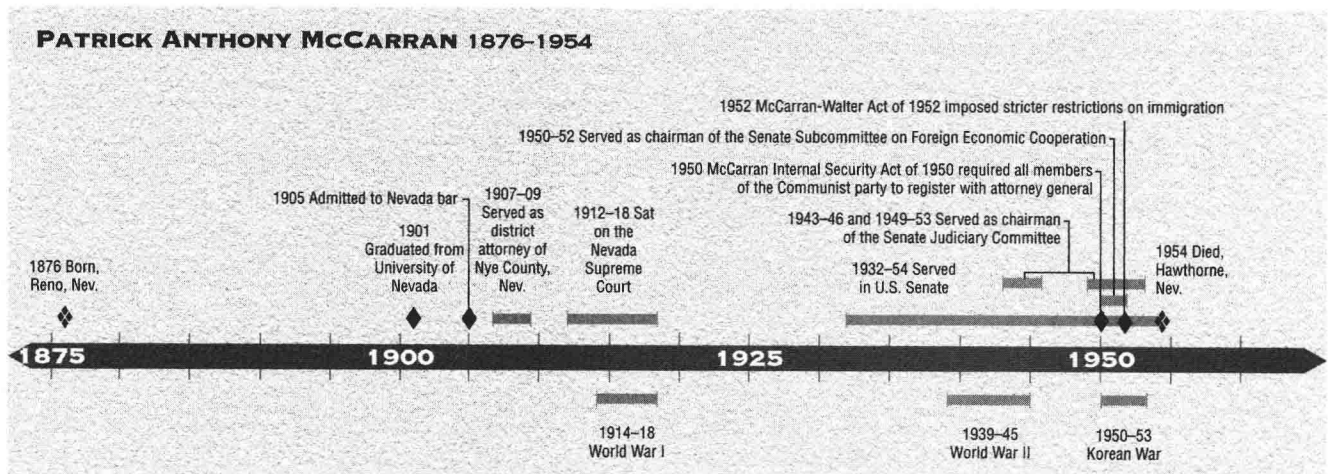 PATRICK ANTHONY MCCARRAN 1876–1954
1952 McCarran-Walter Act of 1952 imposed stricter restrictions on immigration
1950–52 Served as chairman of the Senate Subcommittee on Foreign Economic Cooperation
1950 McCarran Internal Security Act of 1950 required all members
of the Communist party to register with attorney general
1943–46 and 1949–53 Served as chairman
of the Senate Judiciary Committee
1905 Admitted to Nevada bar
1907–09
Served as
district
attorney of
Nye County,
Nev.
1912–18 Sat
on the
Nevada
Supreme
Court
1901
Graduated from
University of
Nevada
1876 Born,
Reno, Nev.
1932–54 Served
in U.S. Senate
1954 Died,
Hawthorne,
Nev.
1875
1900
1925
1950
1914–18
World War I
1939–45
World War II
1950–53
Korean War